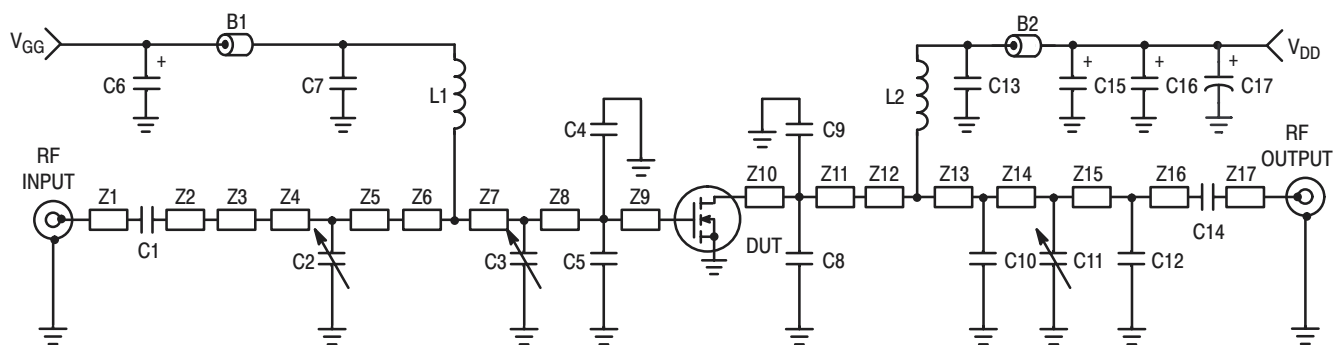 B1
B2
VGG
+
+
+
+
VDD
C6
C7
L1
L2
C13
C15
C16
C17
C4
C9
RF
INPUT
RF
OUTPUT
Z1
Z2
Z3
Z4
Z5
Z6
Z7
Z8
Z9
Z10
Z11
Z12
Z13
Z14
Z15
Z16
Z17
C1
C2
C3
C5
DUT
C8
C10
C11
C12
C14